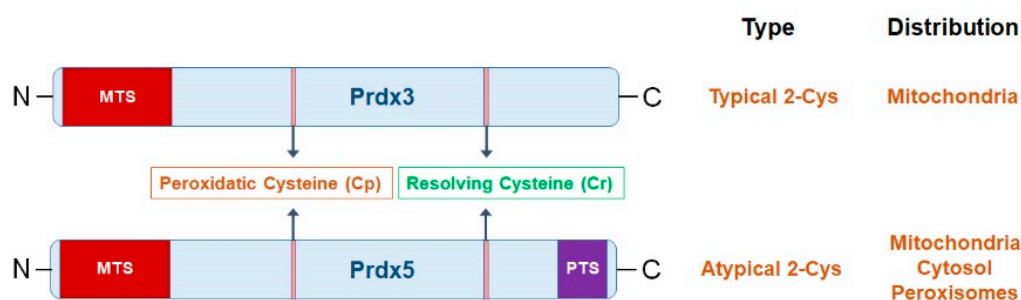 Type Distribution
N MTS Prdx3 C Typical 2-Cys Mitochondria
Peroxidatic Cysteine (Cp) Resolving Cysteine (Cr)
N MTS Prdx5 PTS C Atypical 2-Cys Mitochondria
Cytosol
Peroxisomes